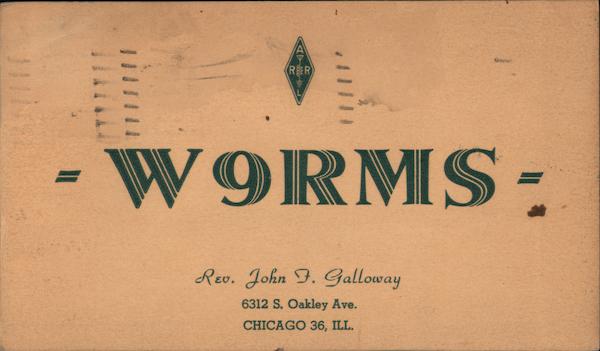 A
R R
L
- W9RMS -
Rev. John F. Galloway
6312 S. Oakley Ave.
CHICAGO 36, ILL.